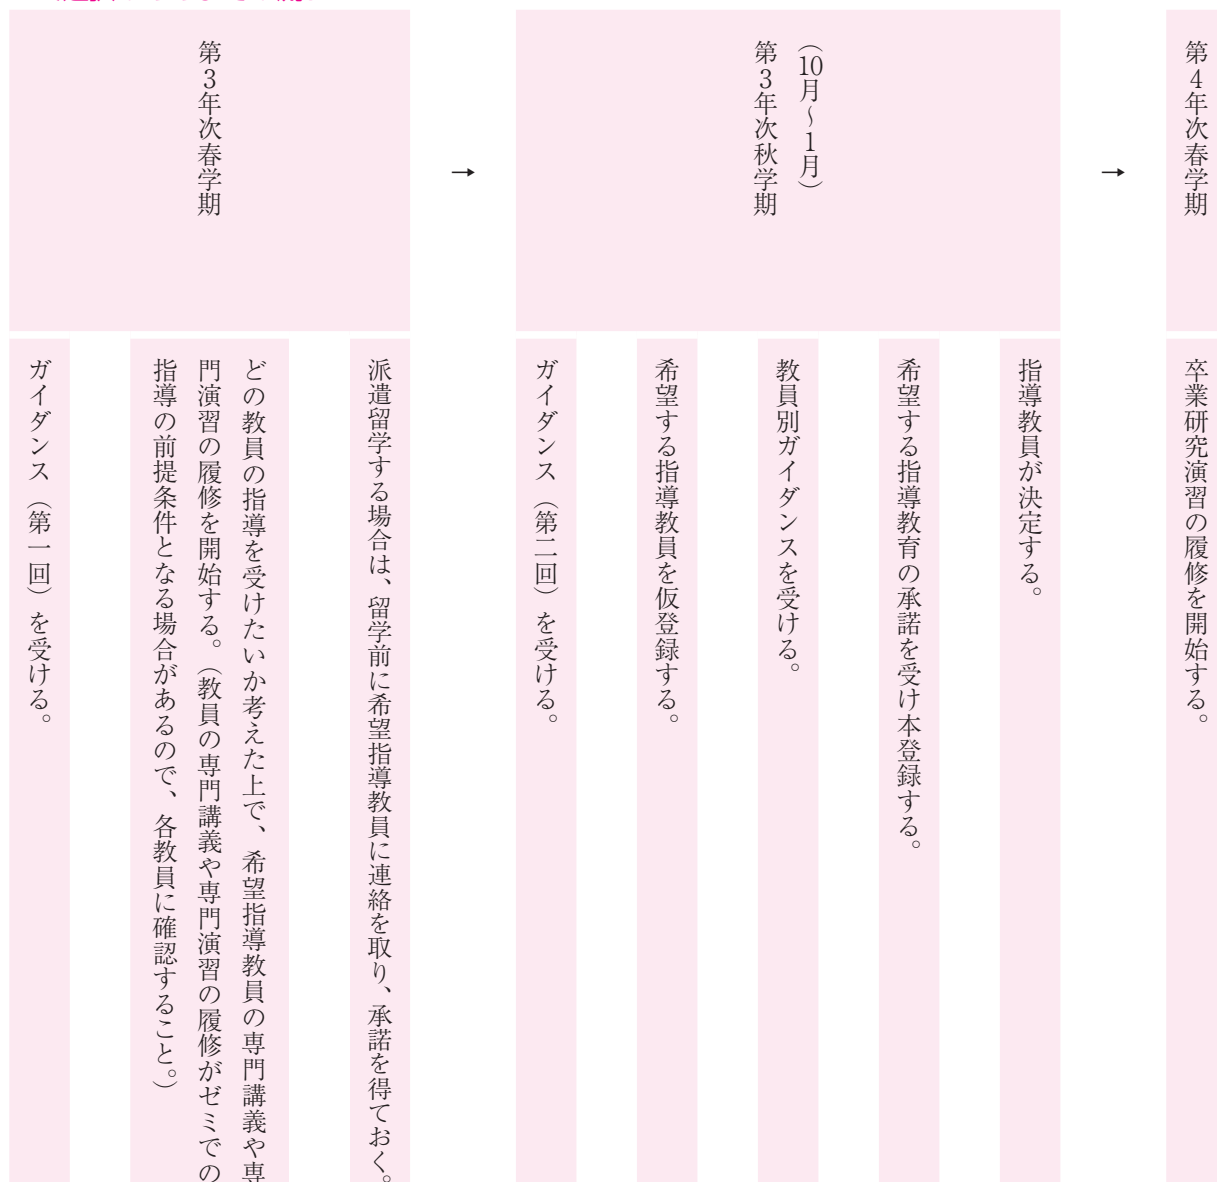 第3年次春学期
ガイダンス（第一回）を受ける。
どの教員の指導を受けたいか考えた上で、希望指導教員の専門講義や専
門演習の履修を開始する。（教員の専門講義や専門演習の履修がゼミでの
指導の前提条件となる場合があるので、各教員に確認すること。）
派遣留学する場合は、留学前に希望指導教員に連絡を取り、承諾を得ておく。
→
（10月～1月）
第3年次秋学期
ガイダンス（第二回）を受ける。
希望する指導教員を仮登録する。
教員別ガイダンスを受ける。
希望する指導教育の承諾を受け本登録する。
指導教員が決定する。
→
第4年次春学期
卒業研究演習の履修を開始する。